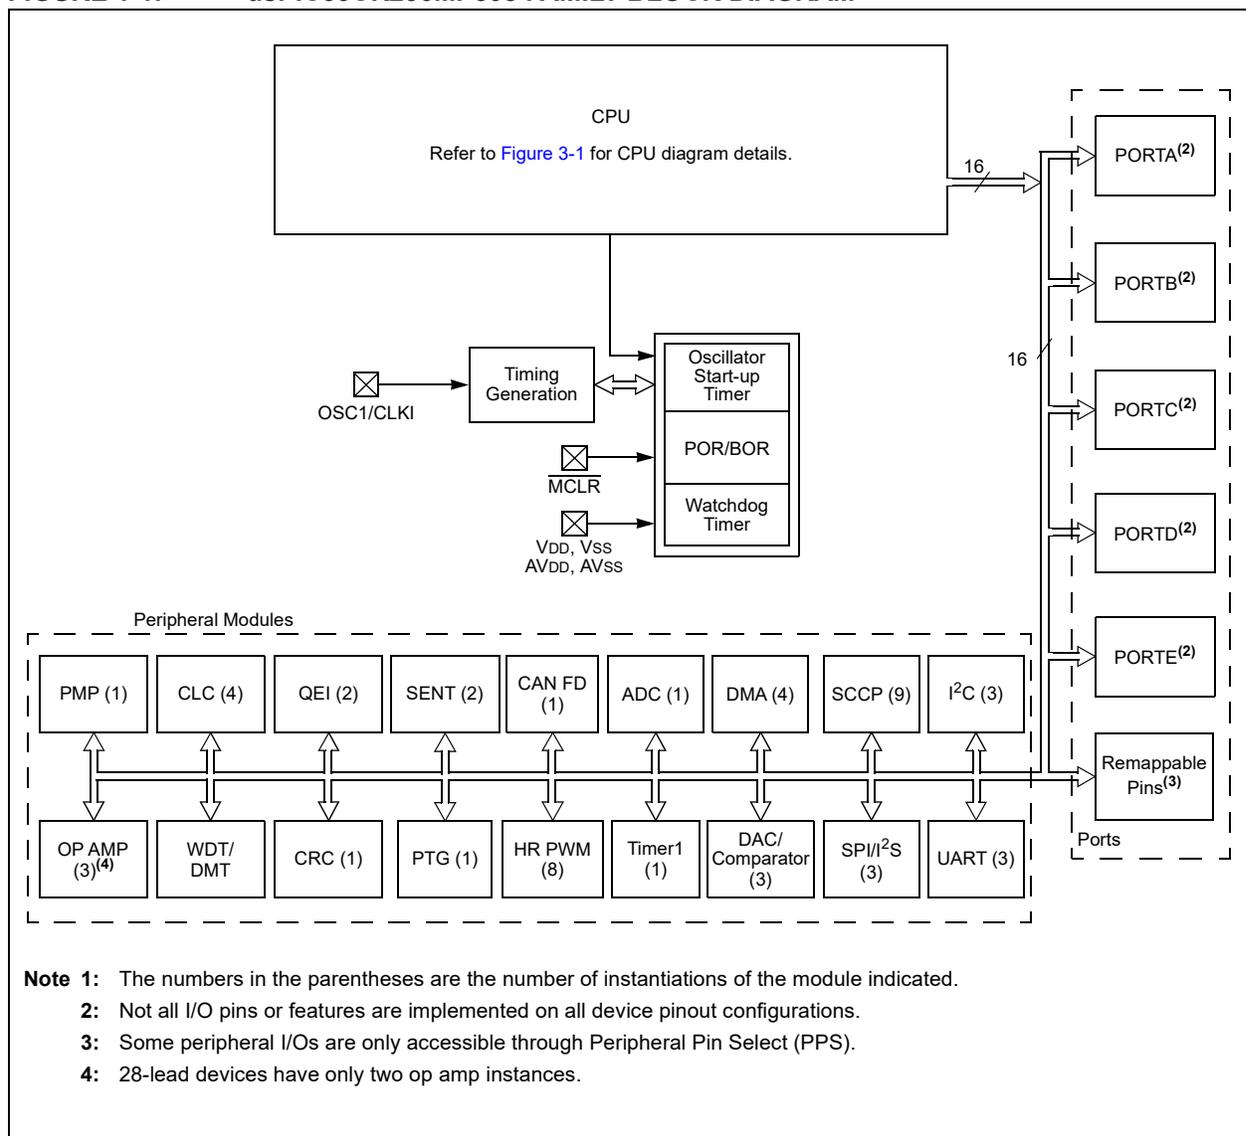 CPU
Refer to Figure 3-1 for CPU diagram details.
16
PORTA(2)
PORTB(2)
16
PORTC(2)
PORTD(2)
PORTE(2)
Remappable
Pins(3)
Ports
Timing
Generation
OSC1/CLKI
Oscillator
Start-up
Timer
POR/BOR
Watchdog
Timer
MCLR
VDD, VSS
AVDD, AVSS
Peripheral Modules
PMP (1)
CLC (4)
QEI (2)
SENT (2)
CAN FD
(1)
ADC (1)
DMA (4)
SCCP (9)
I2C (3)
OP AMP
(3)(4)
WDT/
DMT
CRC (1)
PTG (1)
HR PWM
(8)
Timer1
(1)
DAC/
Comparator
(3)
SPI/I2S
(3)
UART (3)
Note 1: The numbers in the parentheses are the number of instantiations of the module indicated.
2: Not all I/O pins or features are implemented on all device pinout configurations.
3: Some peripheral I/Os are only accessible through Peripheral Pin Select (PPS).
4: 28-lead devices have only two op amp instances.